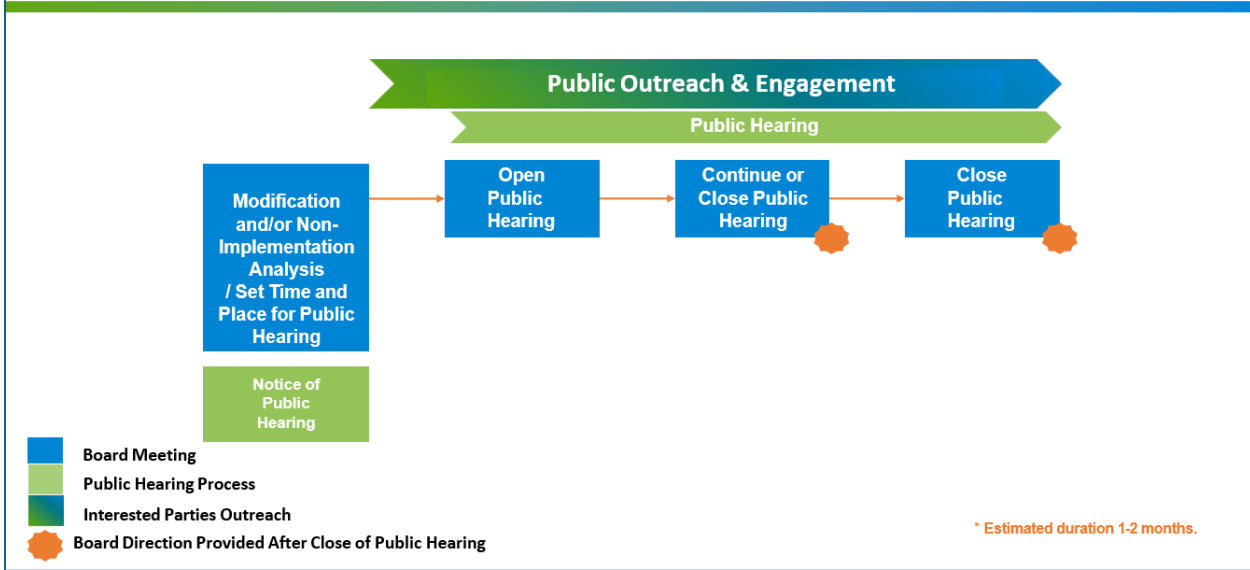 Public Outreach & Engagement
Public Hearing
Modification
and/or Non-
Implementation
Analysis
/ Set Time and
Place for Public
Hearing
Open
Public
Hearing
Continue or
Close Public
Hearing
Close
Public
Hearing
Notice of
Public
Hearing
Board Meeting
Public Hearing Process
Interested Parties Outreach
Board Direction Provided After Close of Public Hearing
* Estimated duration 1-2 months.